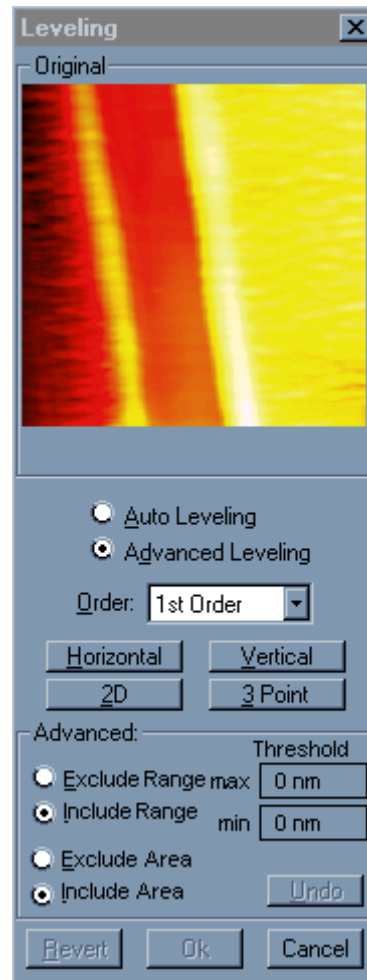 Leveling
Original
Auto Leveling
Advanced Leveling
Order: 1st Order
Horizontal Vertical
2D 3 Point
Advanced:
Threshold
Exclude Range max 0 nm
Include Range min 0 nm
Exclude Area
Include Area Undo
Revert Ok Cancel